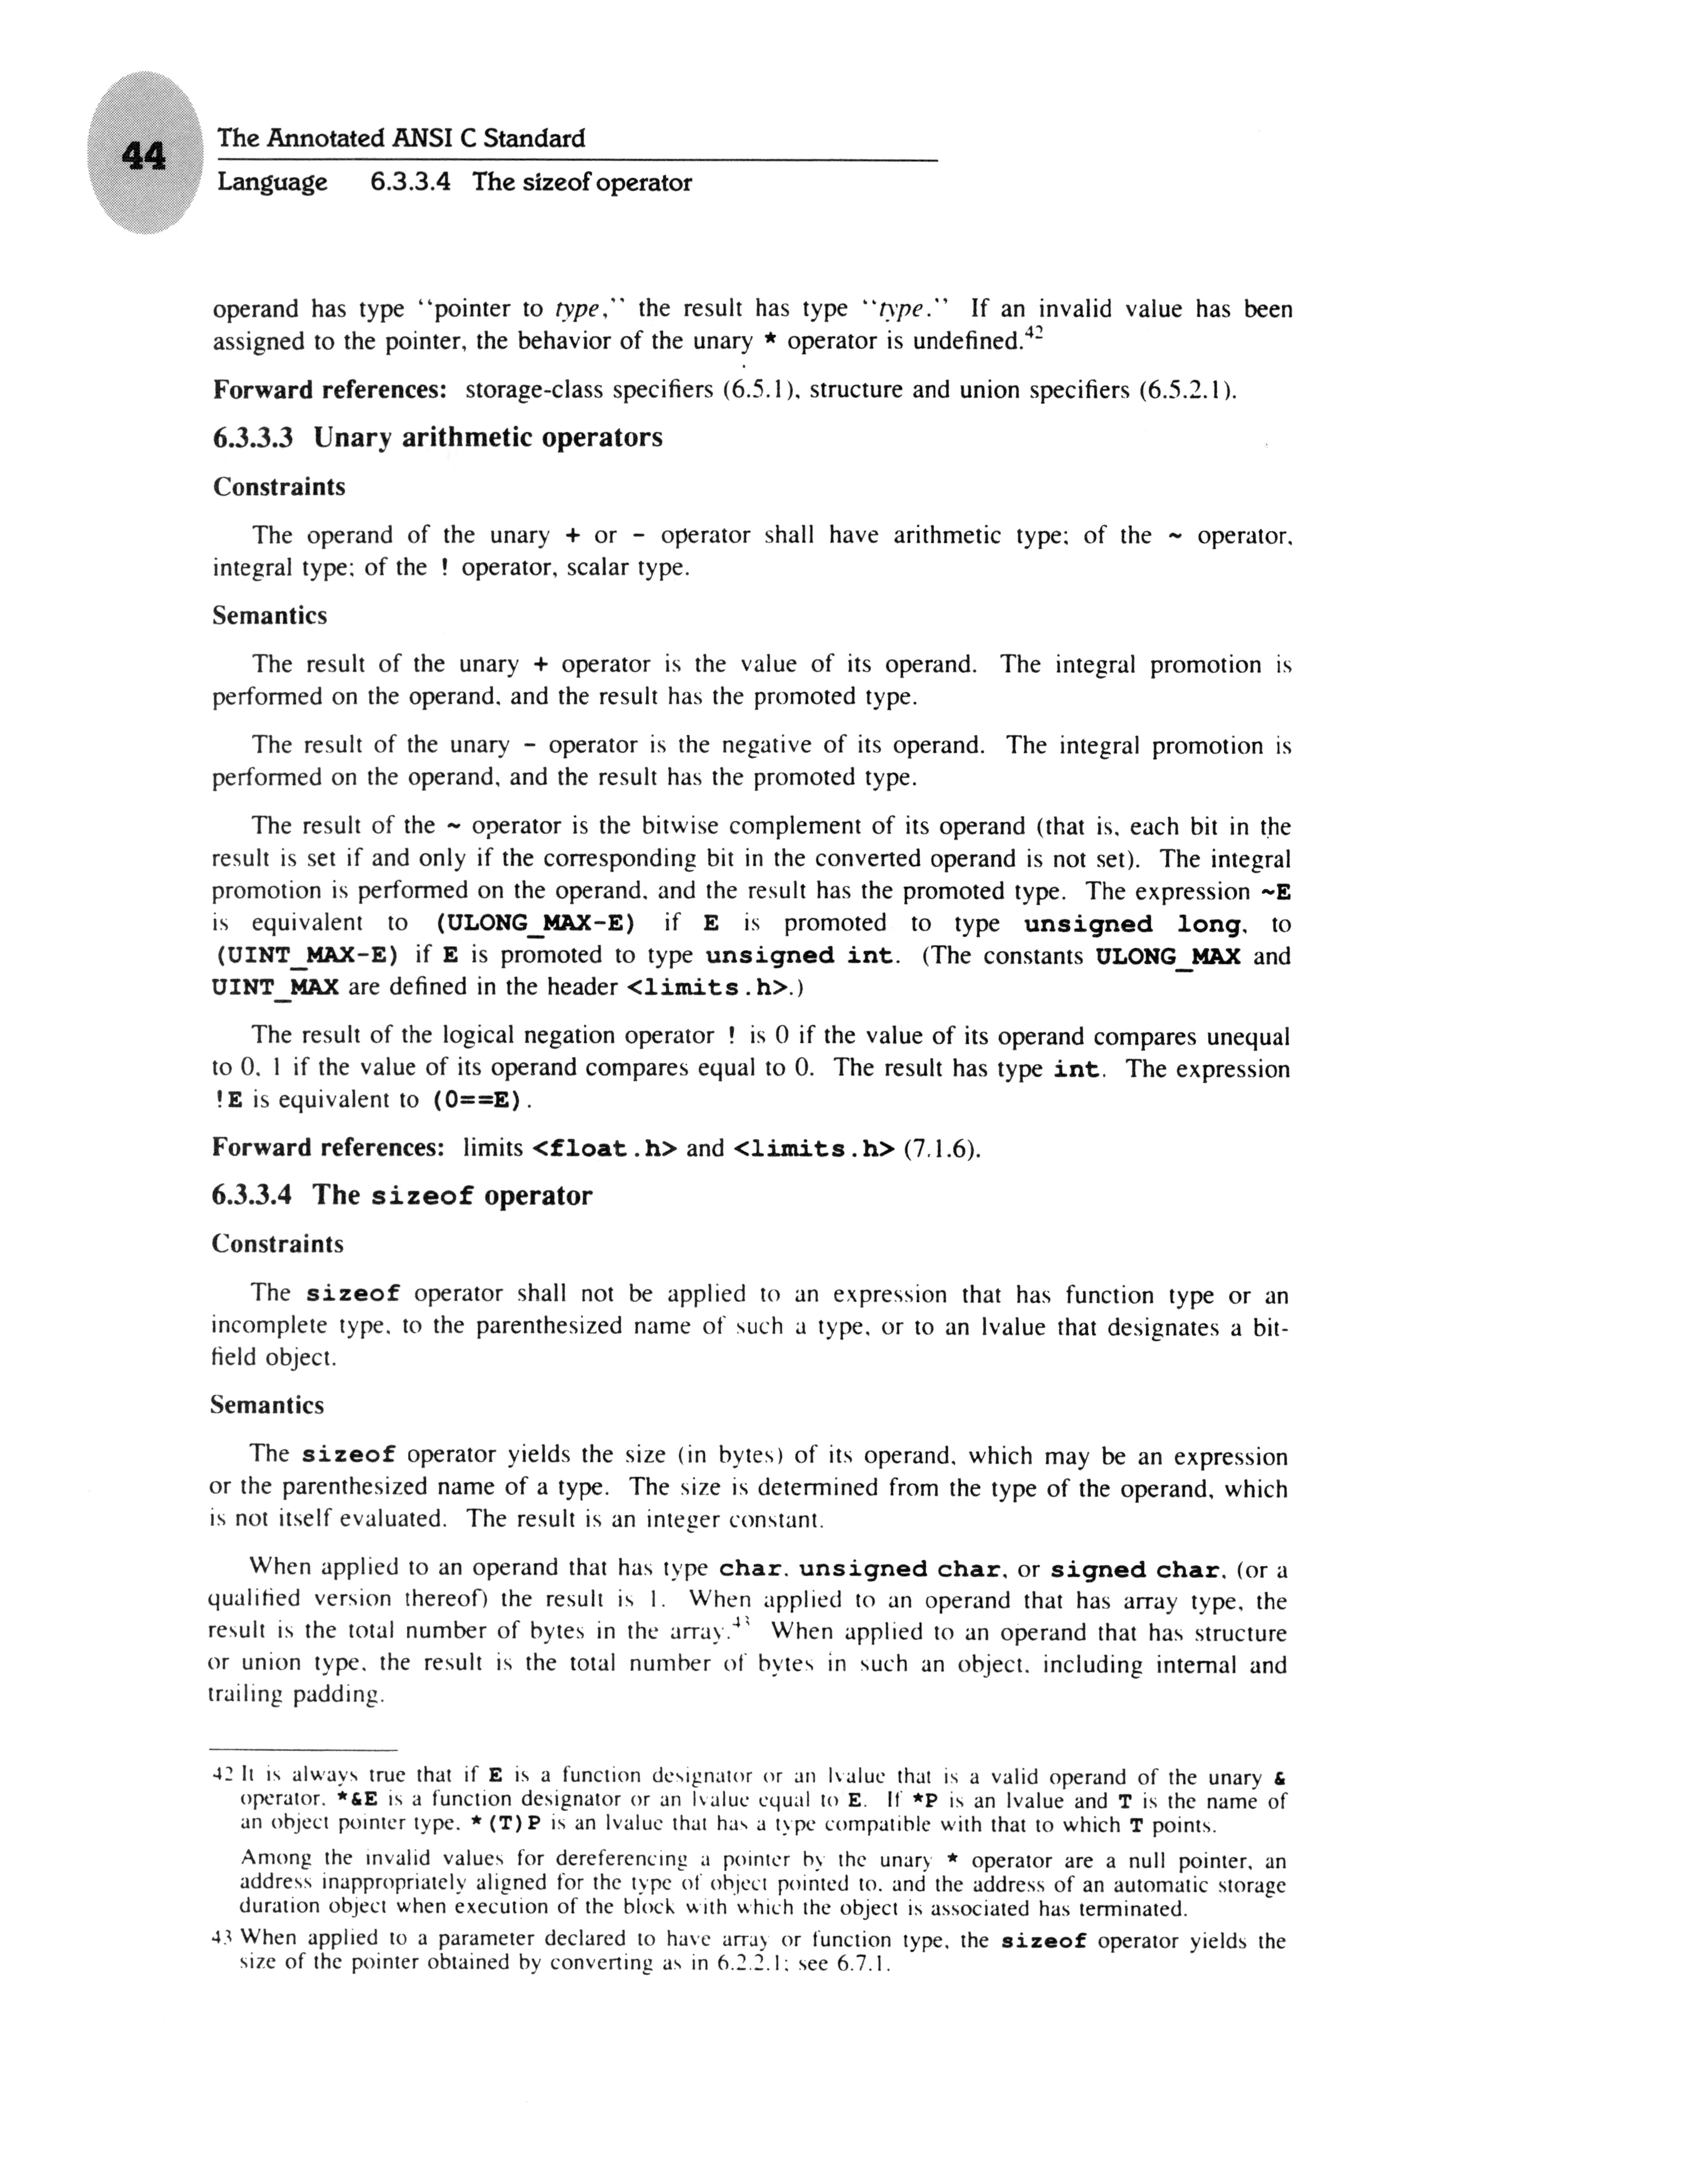 44
The Annotated ANSI C Standard
Language 6.3.3.4 The sizeof operator
operand has type “pointer to type,” the result has type “type.” If an invalid value has been
assigned to the pointer, the behavior of the unary * operator is undefined.42
Forward references: storage-class specifiers (6.5.1), structure and union specifiers (6.5.2.1).
6.3.3.3 Unary arithmetic operators
Constraints
The operand of the unary + or - operator shall have arithmetic type; of the ~ operator,
integral type; of the ! operator, scalar type.
Semantics
The result of the unary + operator is the value of its operand. The integral promotion is
performed on the operand, and the result has the promoted type.
The result of the unary - operator is the negative of its operand. The integral promotion is
performed on the operand, and the result has the promoted type.
The result of the ~ operator is the bitwise complement of its operand (that is, each bit in the
result is set if and only if the corresponding bit in the converted operand is not set). The integral
promotion is performed on the operand, and the result has the promoted type. The expression ~E
is equivalent to (ULONG_MAX-E) if E is promoted to type unsigned long, to
(UINT_MAX-E) if E is promoted to type unsigned int. (The constants ULONG_MAX and
UINT_MAX are defined in the header <limits.h>.)
The result of the logical negation operator ! is 0 if the value of its operand compares unequal
to 0, 1 if the value of its operand compares equal to 0. The result has type int. The expression
!E is equivalent to (0==E).
Forward references: limits <float.h> and <limits.h> (7.1.6).
6.3.3.4 The sizeof operator
Constraints
The sizeof operator shall not be applied to an expression that has function type or an
incomplete type, to the parenthesized name of such a type, or to an lvalue that designates a bit-
field object.
Semantics
The sizeof operator yields the size (in bytes) of its operand, which may be an expression
or the parenthesized name of a type. The size is determined from the type of the operand, which
is not itself evaluated. The result is an integer constant.
When applied to an operand that has type char, unsigned char, or signed char, (or a
qualified version thereof) the result is 1. When applied to an operand that has array type, the
result is the total number of bytes in the array.43 When applied to an operand that has structure
or union type, the result is the total number of bytes in such an object, including internal and
trailing padding.
42 It is always true that if E is a function designator or an lvalue that is a valid operand of the unary &
operator, *&E is a function designator or an lvalue equal to E. If *P is an lvalue and T is the name of
an object pointer type, *(T)P is an lvalue that has a type compatible with that to which T points.
Among the invalid values for dereferencing a pointer by the unary * operator are a null pointer, an
address inappropriately aligned for the type of object pointed to, and the address of an automatic storage
duration object when execution of the block with which the object is associated has terminated.
43 When applied to a parameter declared to have array or function type, the sizeof operator yields the
size of the pointer obtained by converting as in 6.2.2.1; see 6.7.1.